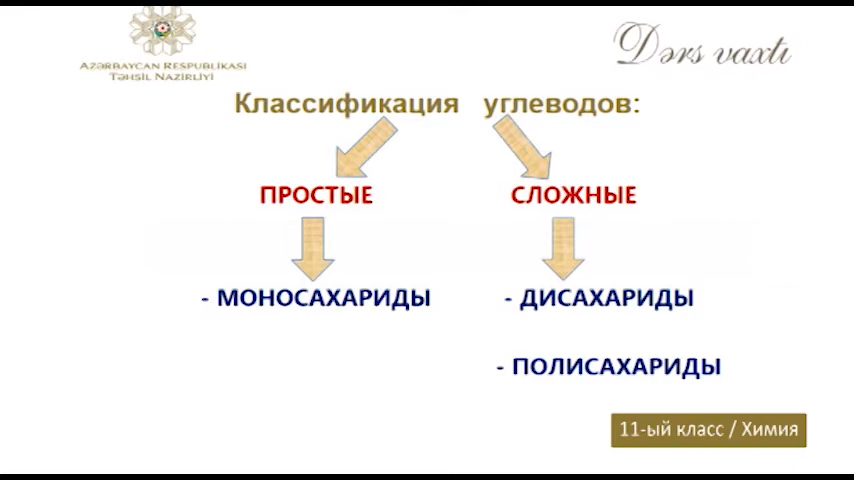 AZƏRBAYCAN RESPUBLİKASI
TƏHSİL NAZİRLİYİ
Dərs vaxtı
Классификация углеводов:
ПРОСТЫЕ
СЛОЖНЫЕ
- МОНОСАХАРИДЫ
- ДИСАХАРИДЫ
- ПОЛИСАХАРИДЫ
11-ый класс / Химия